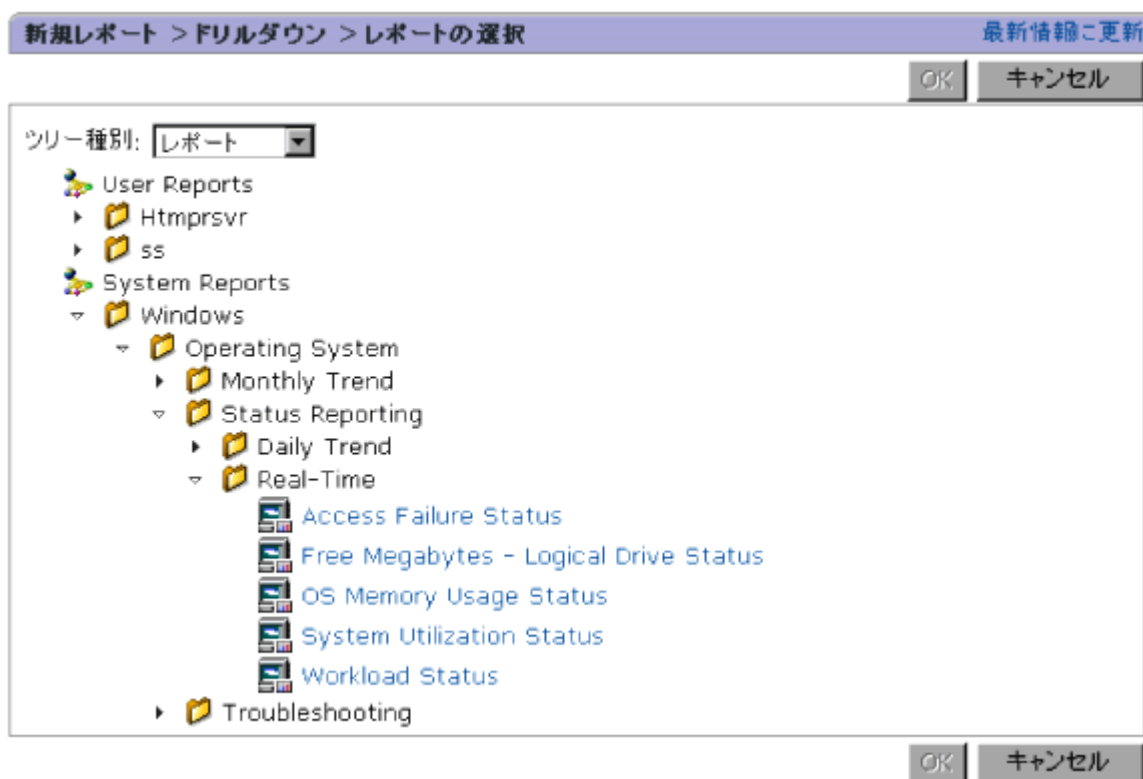 新規レポート >ドリルダウン >レポートの選択 最新情報に更新
OK キャンセル
ツリー種別: レポート
User Reports
Htmprsvr
ss
System Reports
Windows
Operating System
Monthly Trend
Status Reporting
Daily Trend
Real-Time
Access Failure Status
Free Megabytes - Logical Drive Status
OS Memory Usage Status
System Utilization Status
Workload Status
Troubleshooting
OK キャンセル